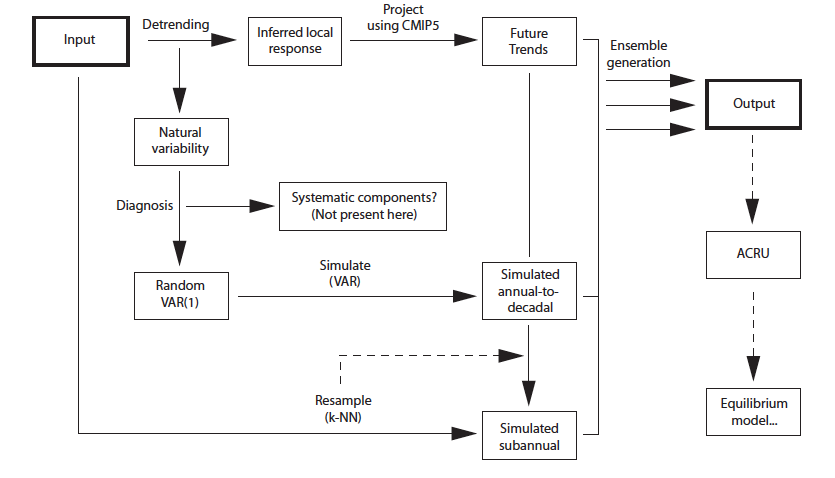 Input
Detrending
Inferred local
response
Project
using CMIP5
Future
Trends
Ensemble
generation
Output
Natural
variability
Diagnosis
Systematic components?
(Not present here)
ACRU
Random
VAR(1)
Simulate
(VAR)
Simulated
annual-to-
decadal
Resample
(k-NN)
Simulated
subannual
Equilibrium
model...